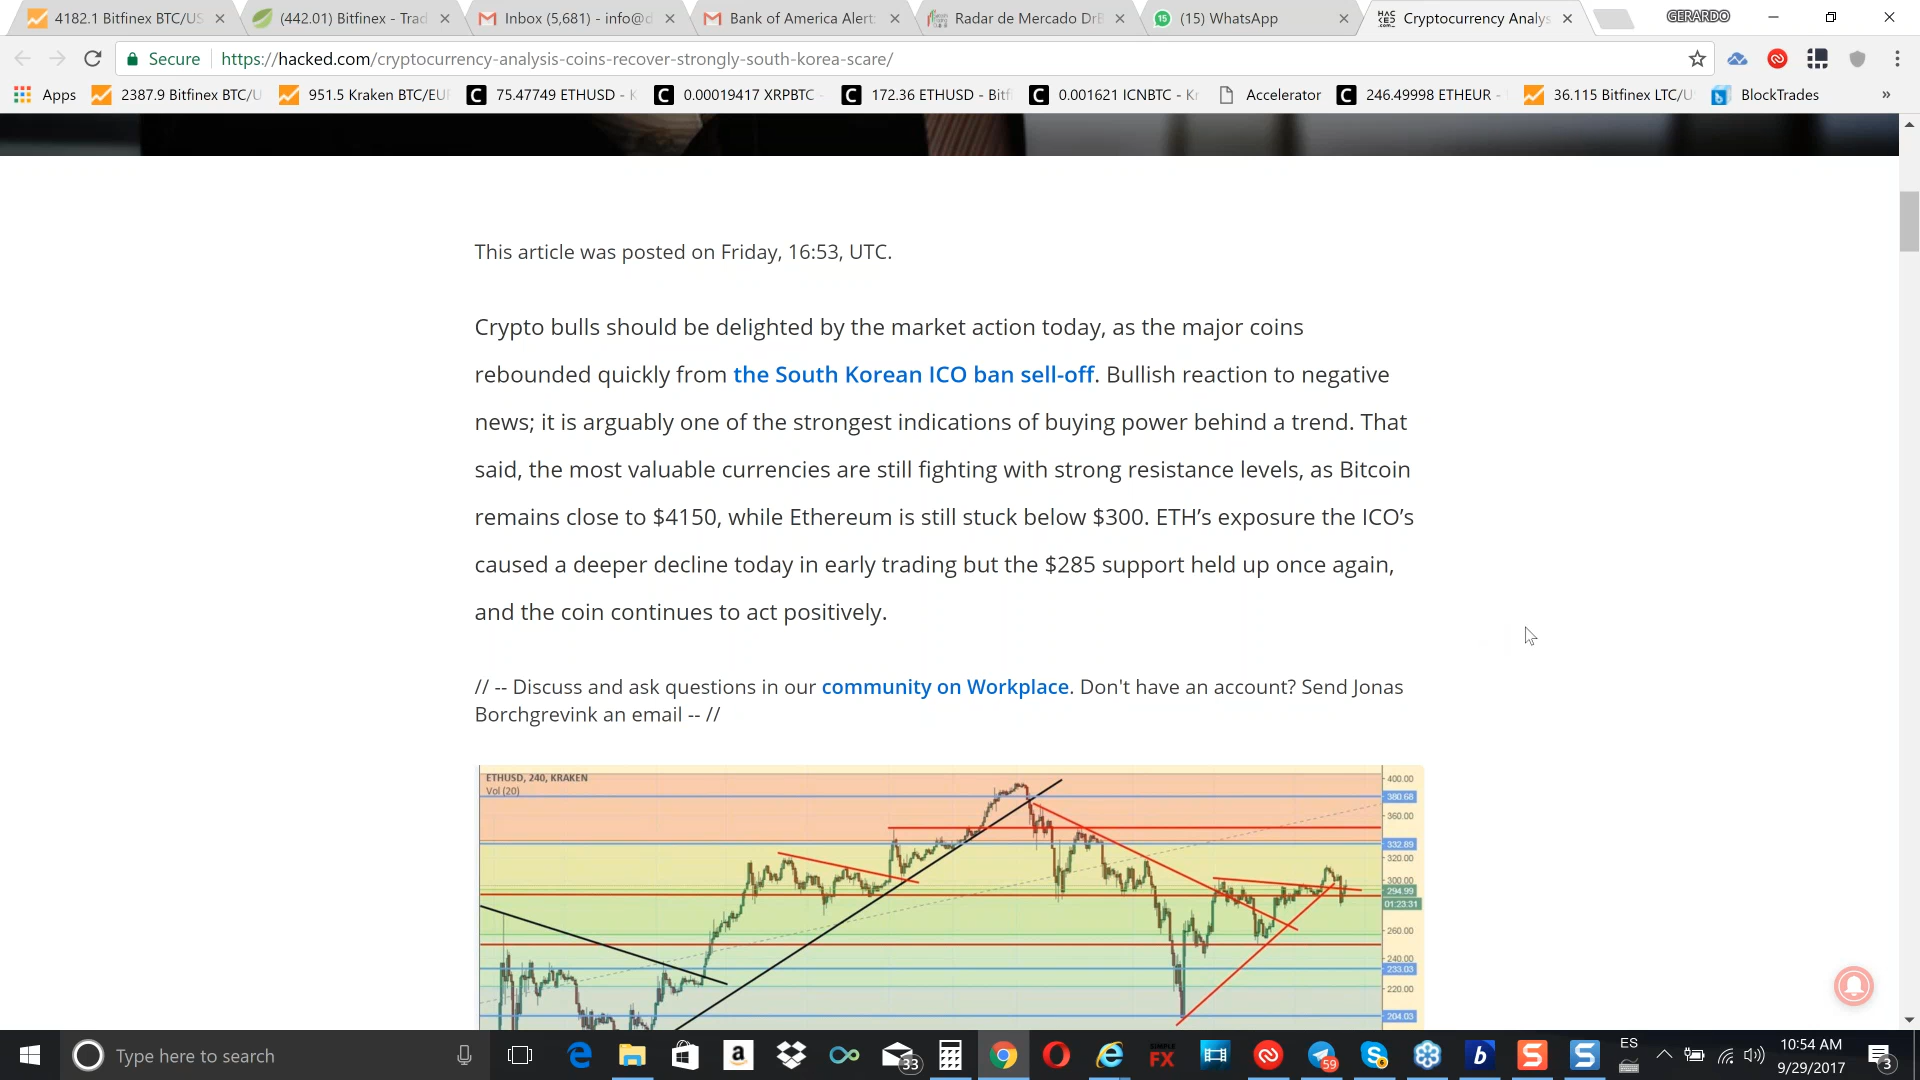 4182.1 Bitfinex BTC/US
(442.01) Bitfinex - Trad
Inbox (5,681) - info@d
Bank of America Alert:
Radar de Mercado DrB
(15) WhatsApp
Cryptocurrency Analys
GERARDO
Secure
https://hacked.com/cryptocurrency-analysis-coins-recover-strongly-south-korea-scare/
Apps
2387.9 Bitfinex BTC/U
951.5 Kraken BTC/EUR
75.47749 ETHUSD - K
0.00019417 XRPBTC
172.36 ETHUSD - Bitf
0.001621 ICNBTC - Kr
Accelerator
246.49998 ETHEUR -
36.115 Bitfinex LTC/U
BlockTrades
»
This article was posted on Friday, 16:53, UTC.
Crypto bulls should be delighted by the market action today, as the major coins
rebounded quickly from the South Korean ICO ban sell-off. Bullish reaction to negative
news; it is arguably one of the strongest indications of buying power behind a trend. That
said, the most valuable currencies are still fighting with strong resistance levels, as Bitcoin
remains close to $4150, while Ethereum is still stuck below $300. ETH’s exposure the ICO’s
caused a deeper decline today in early trading but the $285 support held up once again,
and the coin continues to act positively.
// -- Discuss and ask questions in our community on Workplace. Don't have an account? Send Jonas
Borchgrevink an email -- //
ETHUSD, 240, KRAKEN
Vol (20)
400.00
380.68
360.00
332.89
320.00
300.00
294.99
01:23:31
260.00
240.00
233.03
220.00
204.03
Type here to search
33
SIMPLE
FX
59
6
b
S
S
ES
10:54 AM
9/29/2017
3